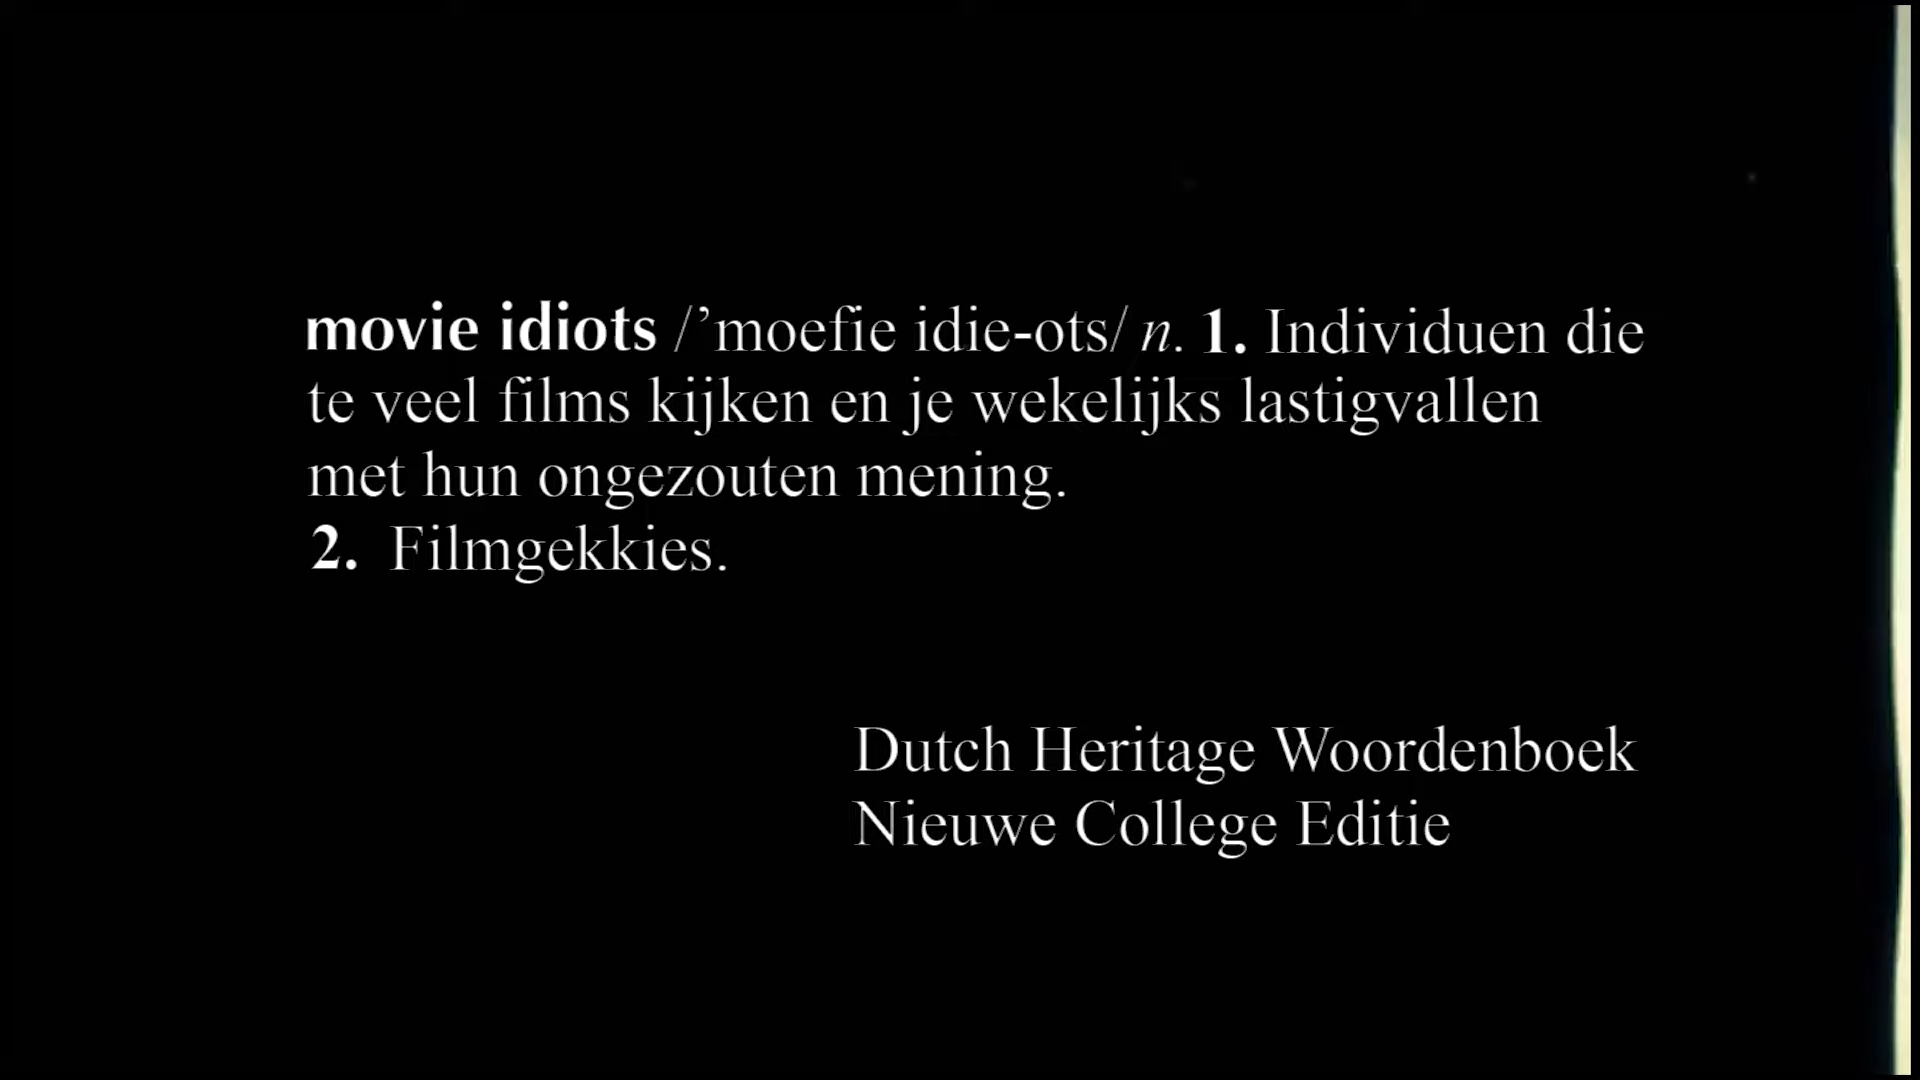 movie idiots /’moefie idie-ots/ n. 1. Individuen die
te veel films kijken en je wekelijks lastigvallen
met hun ongezouten mening.
2. Filmgekkies.
Dutch Heritage Woordenboek
Nieuwe College Editie